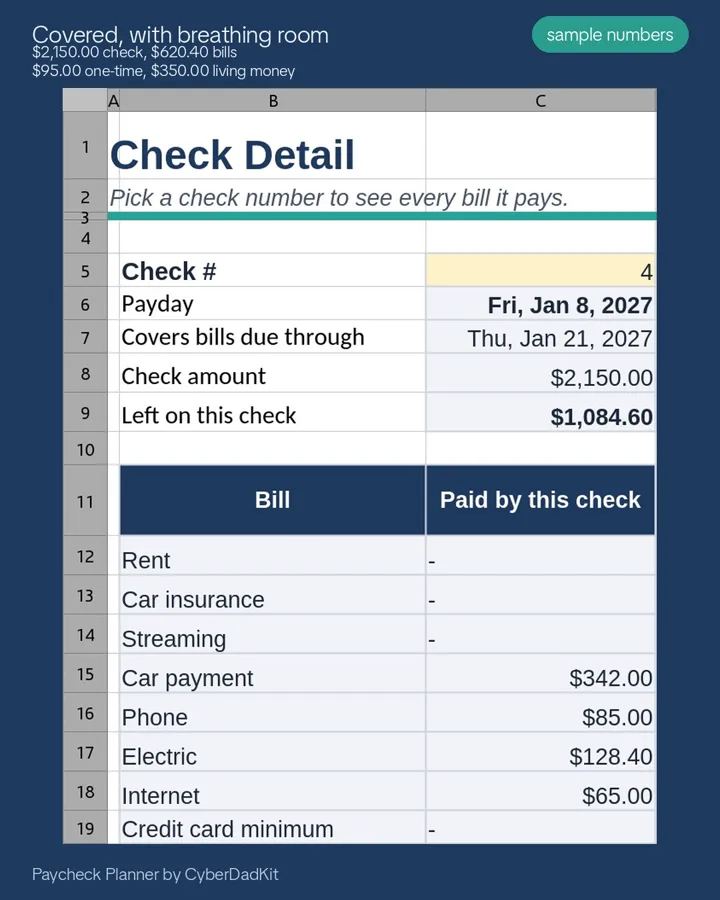 Covered, with breathing room
$2,150.00 check, $620.40 bills
$95.00 one-time, $350.00 living money
sample numbers
A B C
1 Check Detail
2 Pick a check number to see every bill it pays.
3
4
5 Check # 4
6 Payday Fri, Jan 8, 2027
7 Covers bills due through Thu, Jan 21, 2027
8 Check amount $2,150.00
9 Left on this check $1,084.60
10
11 Bill Paid by this check
12 Rent -
13 Car insurance -
14 Streaming -
15 Car payment $342.00
16 Phone $85.00
17 Electric $128.40
18 Internet $65.00
19 Credit card minimum -
Paycheck Planner by CyberDadKit